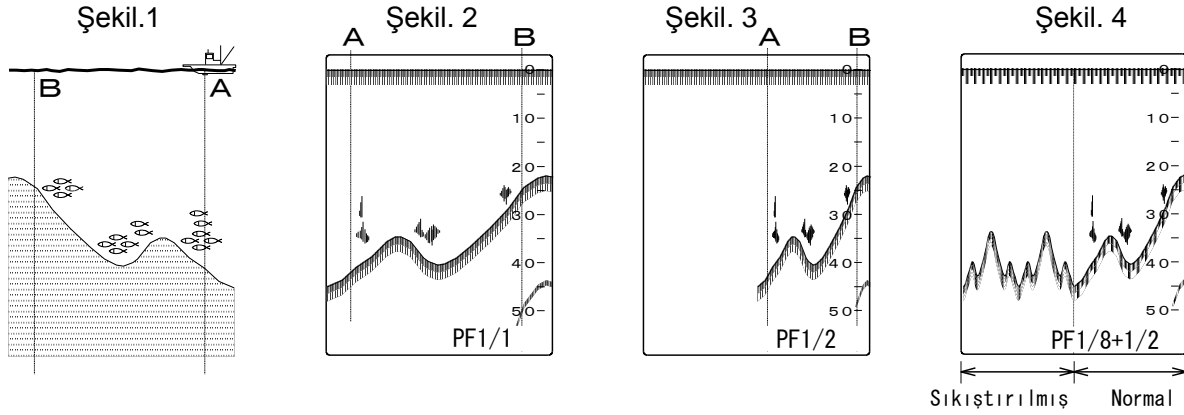 Şekil.1
Şekil. 2
Şekil. 3
Şekil. 4
B
A
A
B
0
10
20
30
40
50
PF1/1
A
B
0
10
20
30
40
50
PF1/2
0
10
20
30
40
50
PF1/8+1/2
Sıkıştırılmış
Normal